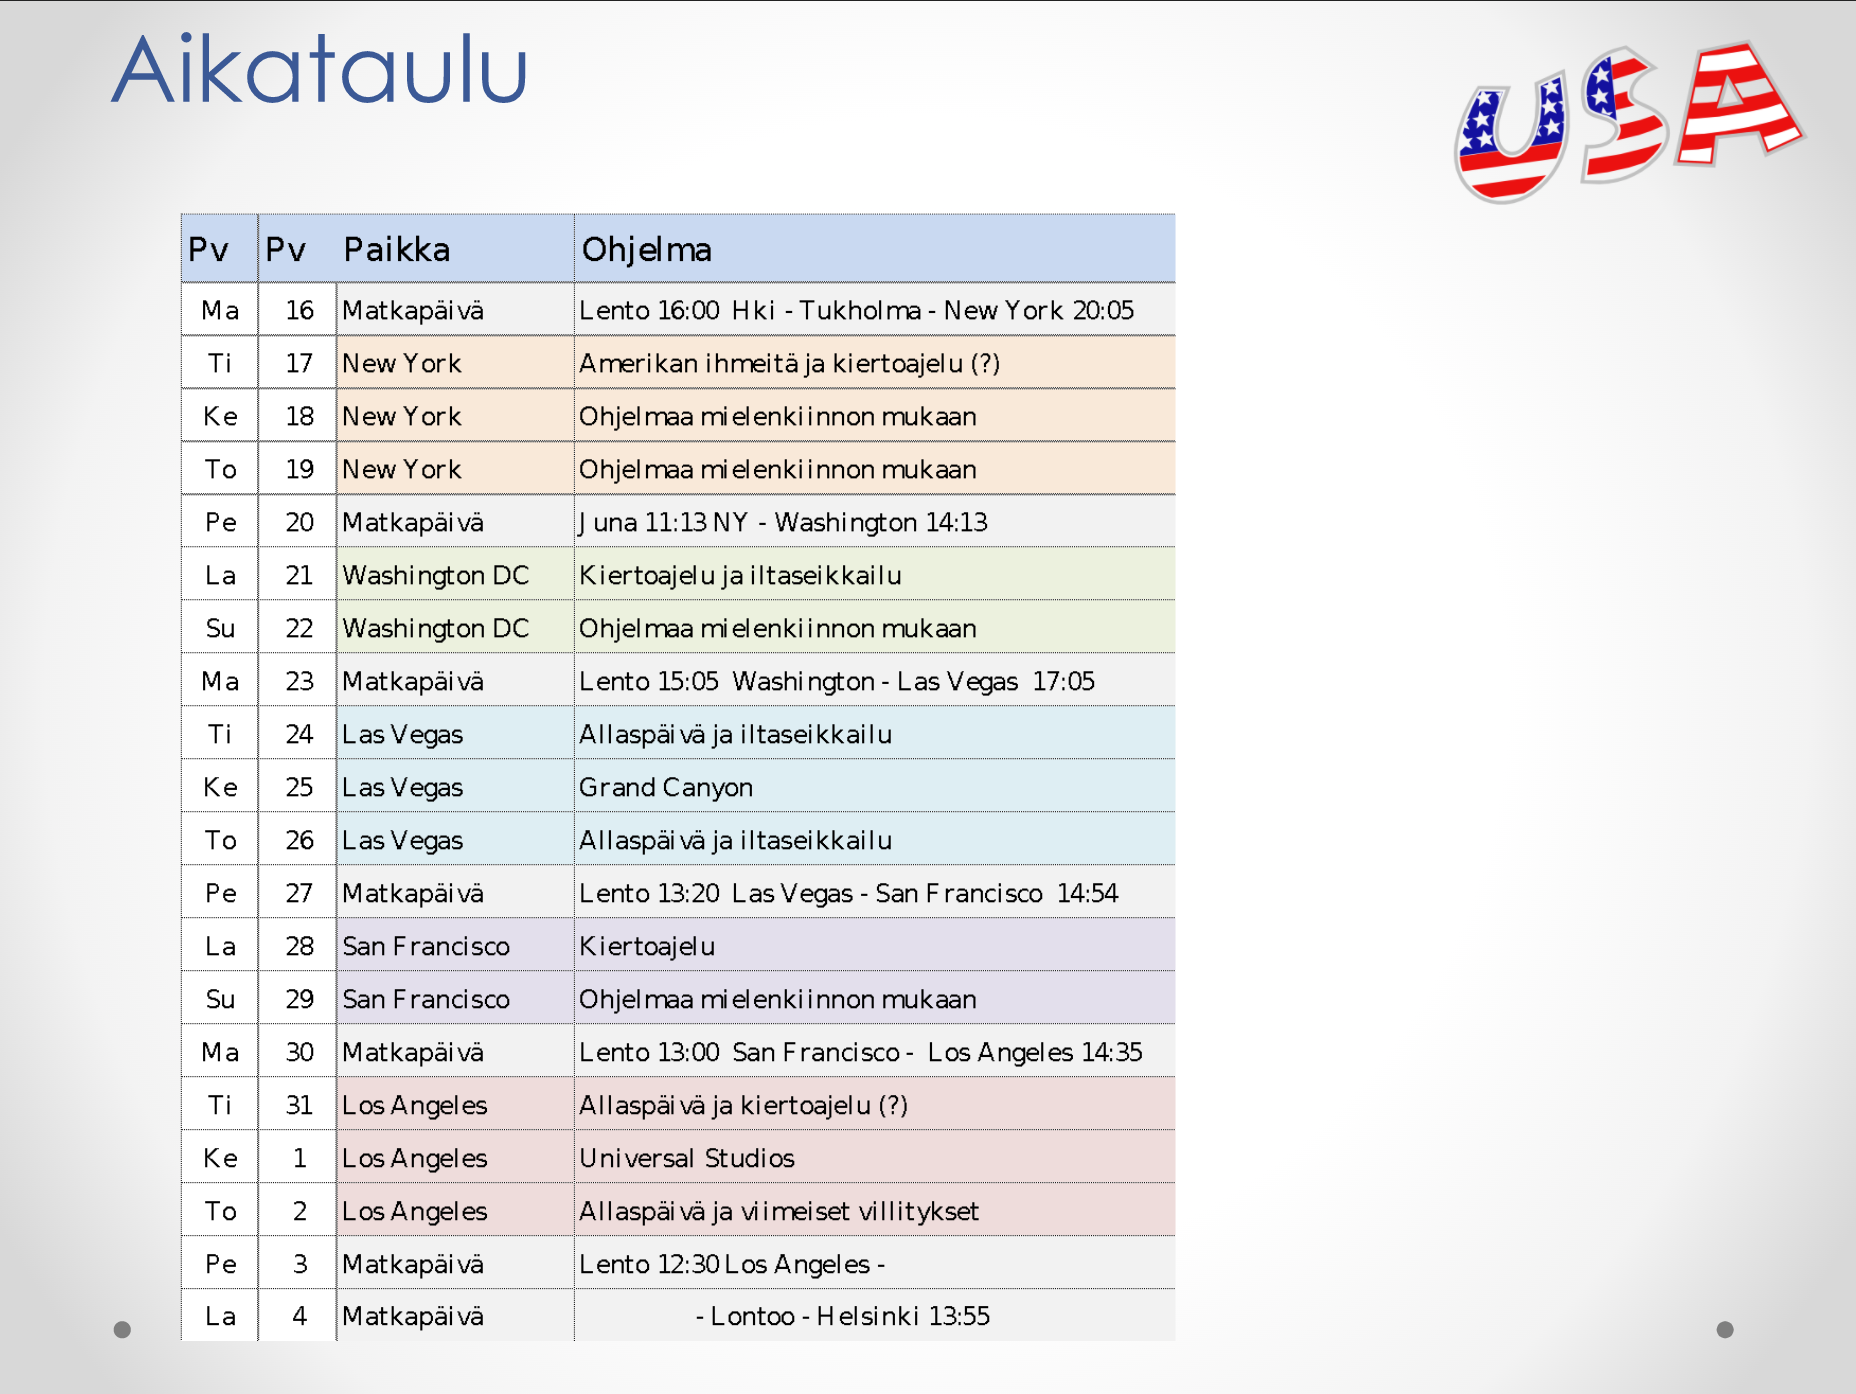 Aikataulu
USA
Pv Pv Paikka Ohjelma
Ma 16 Matkapäivä Lento 16:00 Hki - Tukholma - New York 20:05
Ti 17 New York Amerikan ihmeitä ja kiertoajelu (?)
Ke 18 New York Ohjelmaa mielenkiinnon mukaan
To 19 New York Ohjelmaa mielenkiinnon mukaan
Pe 20 Matkapäivä Juna 11:13 NY - Washington 14:13
La 21 Washington DC Kiertoajelu ja iltaseikkailu
Su 22 Washington DC Ohjelmaa mielenkiinnon mukaan
Ma 23 Matkapäivä Lento 15:05 Washington - Las Vegas 17:05
Ti 24 Las Vegas Allaspäivä ja iltaseikkailu
Ke 25 Las Vegas Grand Canyon
To 26 Las Vegas Allaspäivä ja iltaseikkailu
Pe 27 Matkapäivä Lento 13:20 Las Vegas - San Francisco 14:54
La 28 San Francisco Kiertoajelu
Su 29 San Francisco Ohjelmaa mielenkiinnon mukaan
Ma 30 Matkapäivä Lento 13:00 San Francisco - Los Angeles 14:35
Ti 31 Los Angeles Allaspäivä ja kiertoajelu (?)
Ke 1 Los Angeles Universal Studios
To 2 Los Angeles Allaspäivä ja viimeiset villitykset
Pe 3 Matkapäivä Lento 12:30 Los Angeles -
La 4 Matkapäivä - Lontoo - Helsinki 13:55